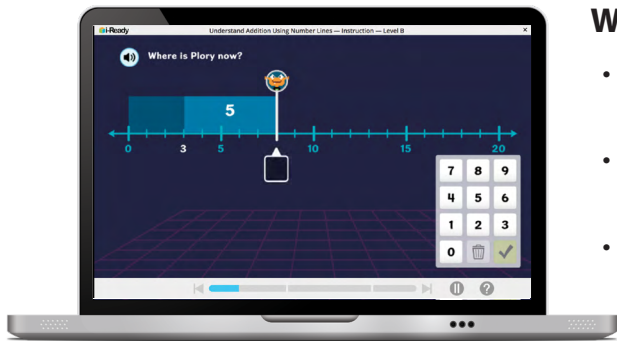 i-Ready
Understand Addition Using Number Lines — Instruction — Level B
×
W
Where is Plory now?
5
0 3 5 10 15 20
7 8 9
4 5 6
1 2 3
0
?